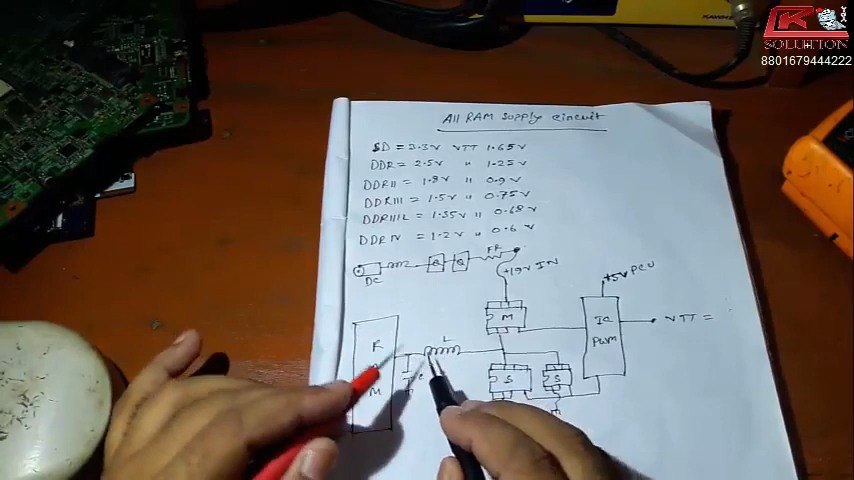 CK
SOLUTION
8801679444222
All RAM Supply circuit
SD = 3.3V VTT 1.65V
DDR = 2.5V " 1.25V
DDRII = 1.8V " 0.9V
DDRIII = 1.5V " 0.75V
DDRIIIL = 1.35V " 0.68V
DDR IV = 1.2V " 0.6V
FR
+19V IN
DC
+5V
M
IC
PWM
VTT =
R
L
M
S
S